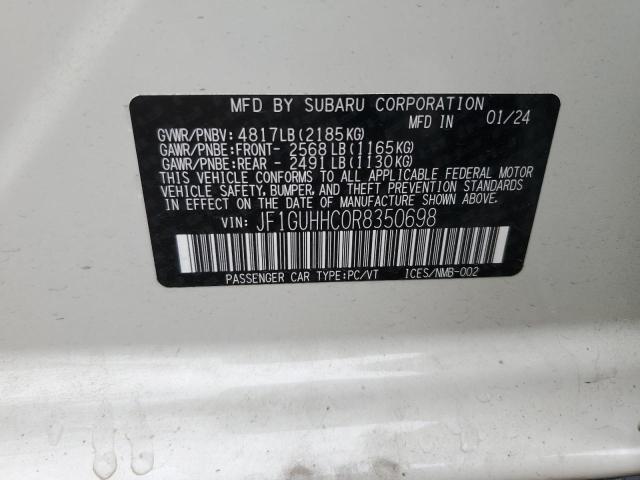 MFD BY SUBARU CORPORATION
MFD IN 01/24
GVWR/PNBV: 4817LB(2185KG)
GAWR/PNBE:FRONT- 2568LB(1165KG)
GAWR/PNBE:REAR - 2491LB(1130KG)
THIS VEHICLE CONFORMS TO ALL APPLICABLE FEDERAL MOTOR
VEHICLE SAFETY, BUMPER, AND THEFT PREVENTION STANDARDS
IN EFFECT ON THE DATE OF MANUFACTURE SHOWN ABOVE.
VIN: JF1GUHHC0R8350698
PASSENGER CAR TYPE:PC/VT ICES/NMB-002